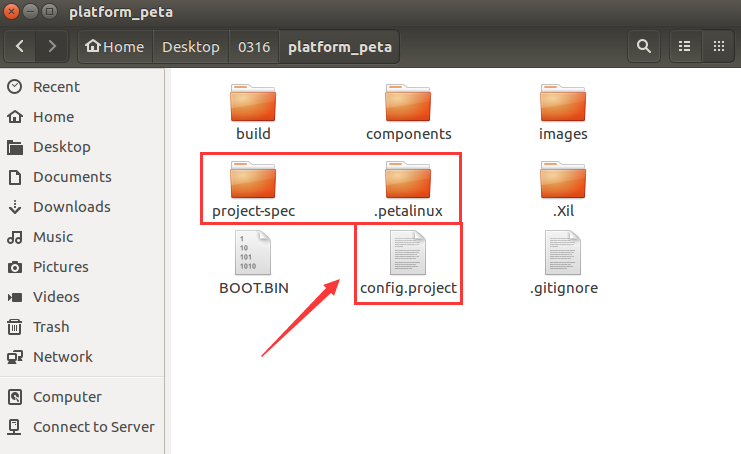 platform_peta
Home
Desktop
0316
platform_peta
Recent
Home
Desktop
Documents
Downloads
Music
Pictures
Videos
Trash
Network
Computer
Connect to Server
build
components
images
project-spec
.petalinux
.Xil
1
10
101
1010
BOOT.BIN
config.project
.gitignore